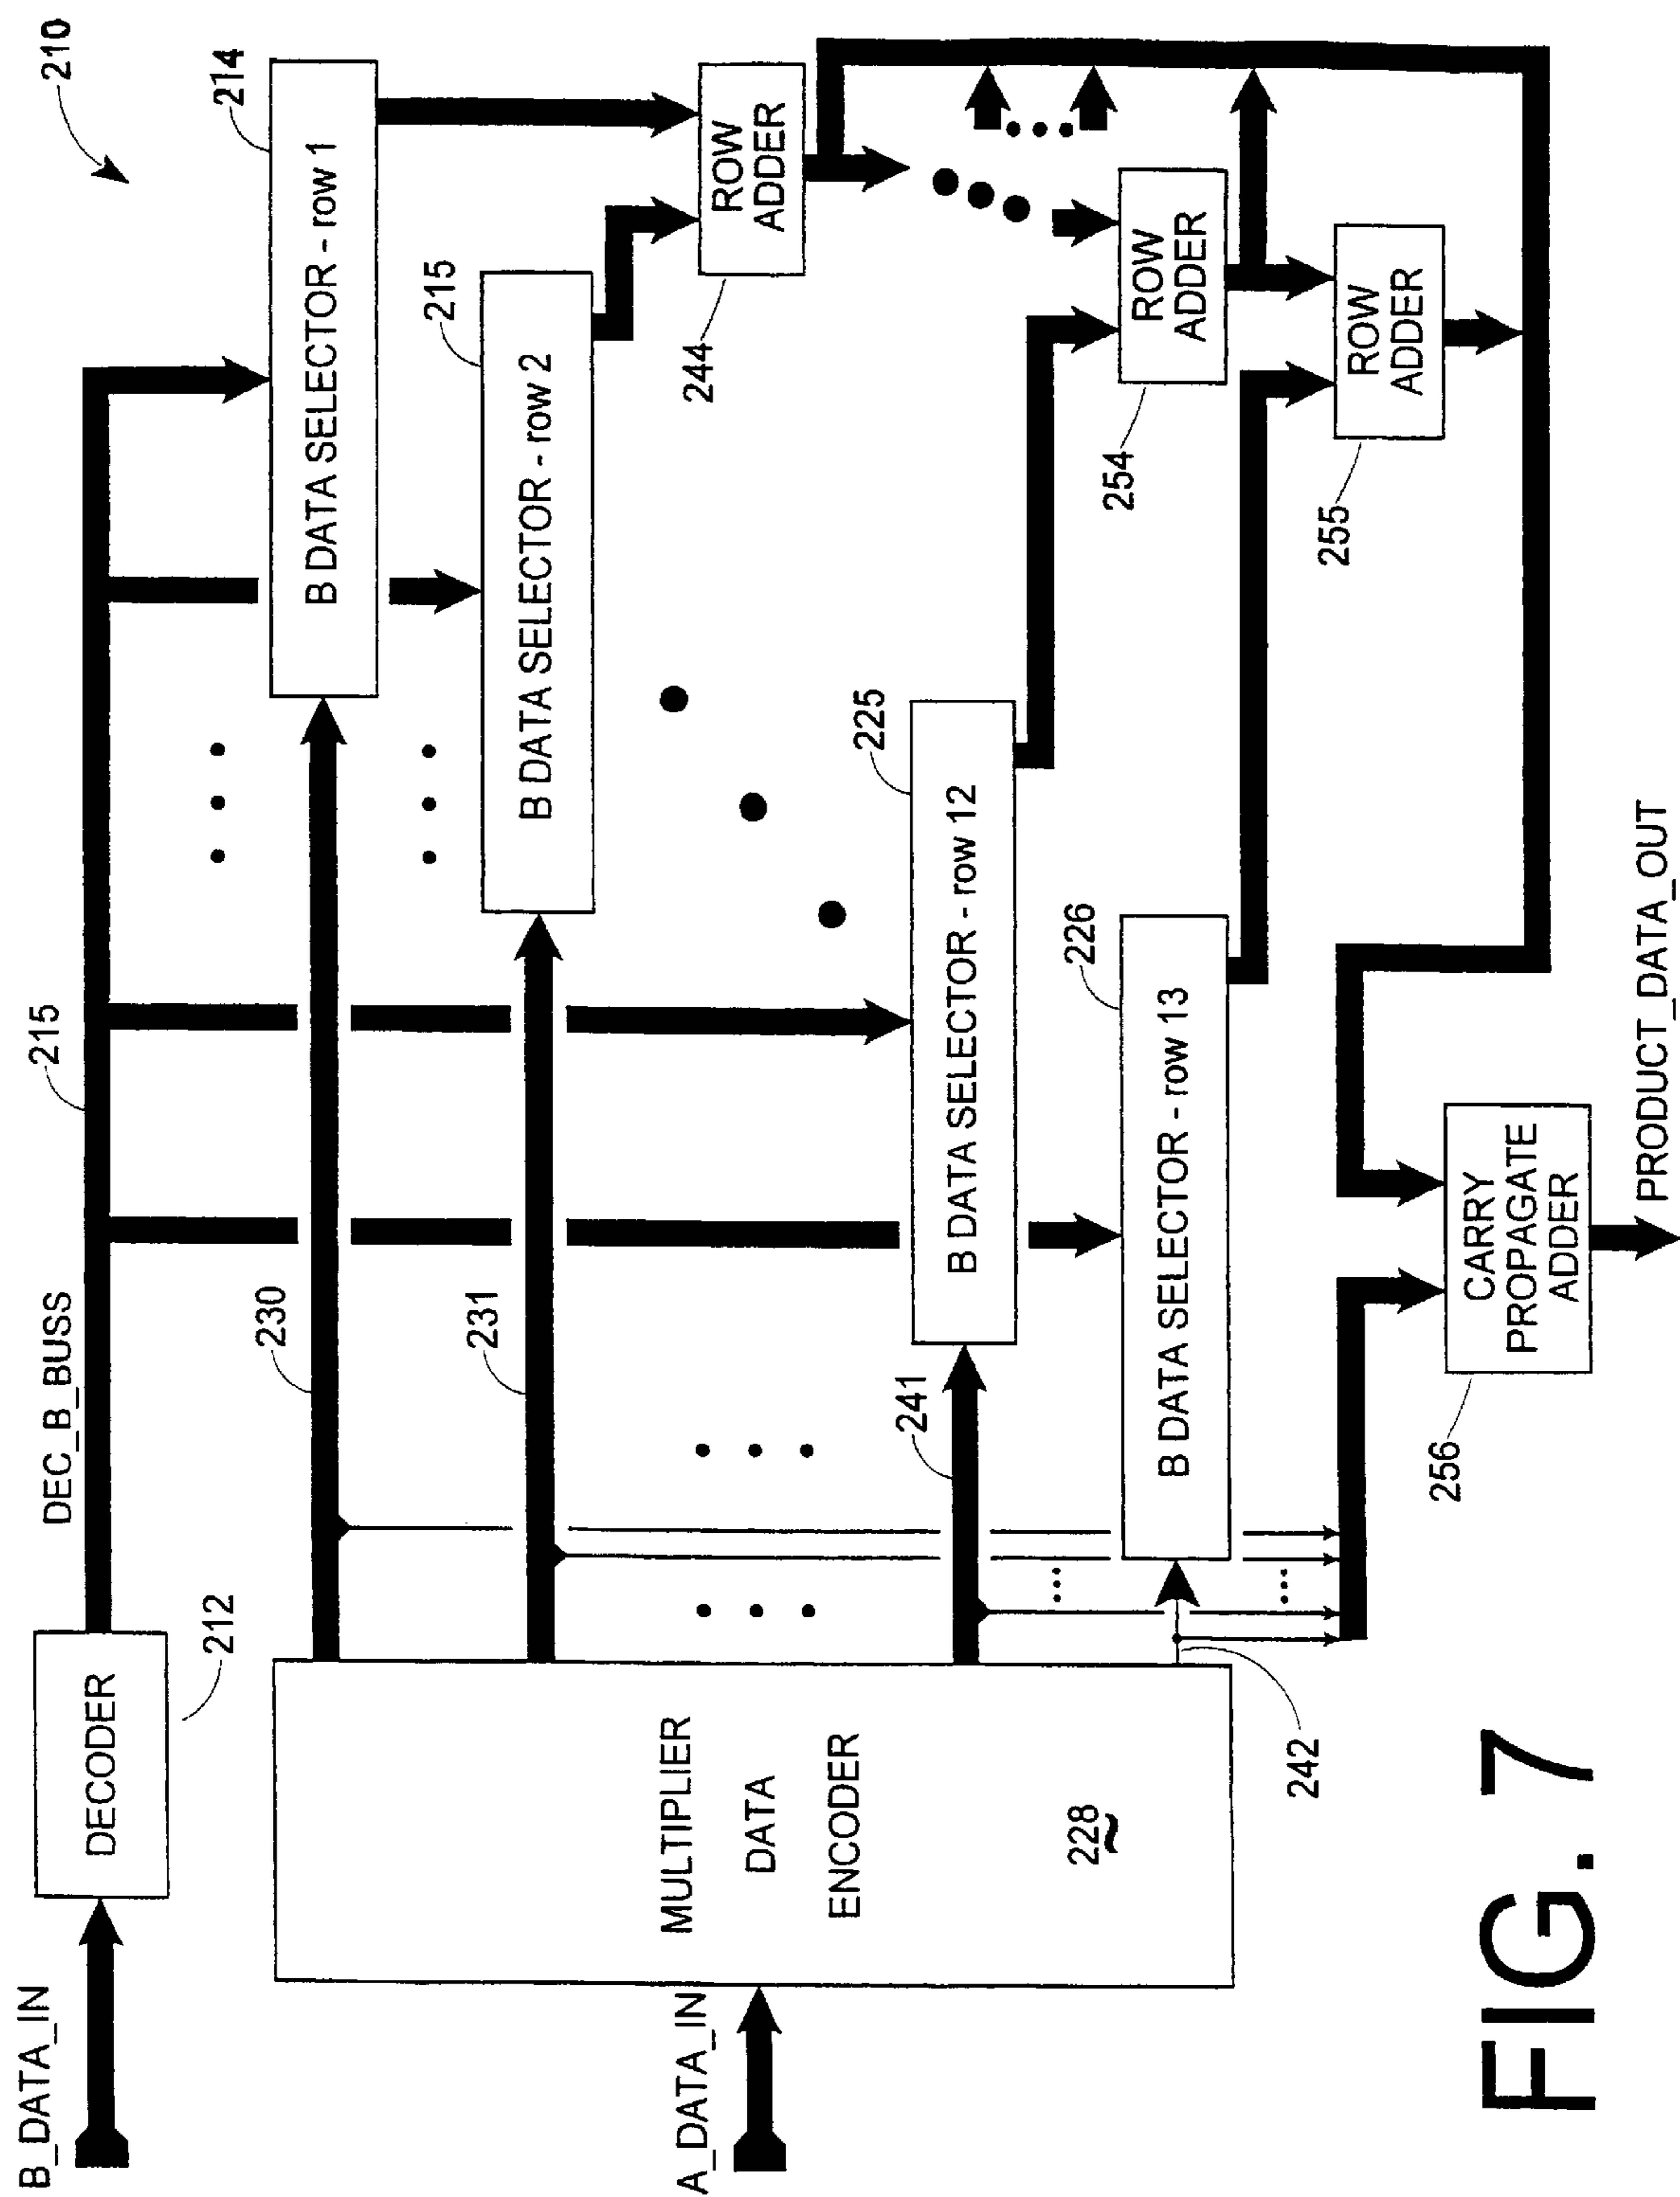 210
B_DATA_IN
DECODER
212
DEC_B_BUSS
215
214
B DATA SELECTOR - row 1
230
215
B DATA SELECTOR - row 2
231
ROW
ADDER
244
A_DATA_IN
MULTIPLIER
DATA
ENCODER
228
225
B DATA SELECTOR - row 12
241
226
B DATA SELECTOR - row 13
242
ROW
ADDER
254
ROW
ADDER
255
CARRY
PROPAGATE
ADDER
256
PRODUCT_DATA_OUT
FIG. 7